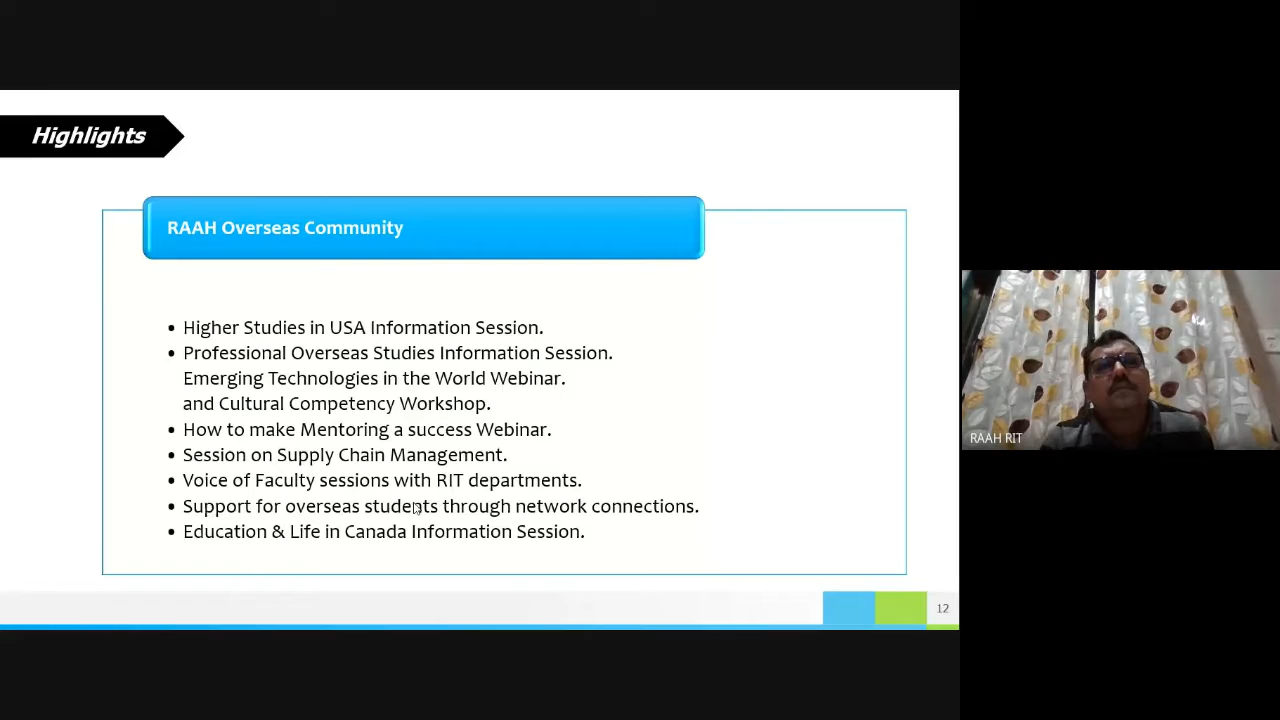 Highlights
RAAH Overseas Community
• Higher Studies in USA Information Session.
• Professional Overseas Studies Information Session.
Emerging Technologies in the World Webinar.
and Cultural Competency Workshop.
• How to make Mentoring a success Webinar.
• Session on Supply Chain Management.
• Voice of Faculty sessions with RIT departments.
• Support for overseas students through network connections.
• Education & Life in Canada Information Session.
12
RAAH RIT